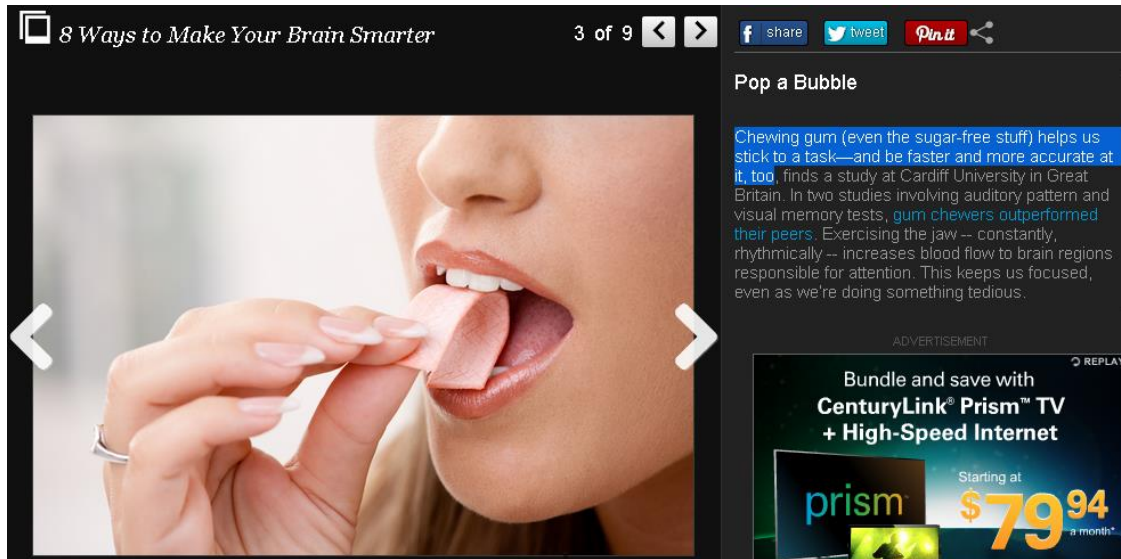 8 Ways to Make Your Brain Smarter
3 of 9
share
tweet
Pin it
Pop a Bubble
Chewing gum (even the sugar-free stuff) helps us
stick to a task—and be faster and more accurate at
it, too, finds a study at Cardiff University in Great
Britain. In two studies involving auditory pattern and
visual memory tests, gum chewers outperformed
their peers. Exercising the jaw -- constantly,
rhythmically -- increases blood flow to brain regions
responsible for attention. This keeps us focused,
even as we're doing something tedious.
ADVERTISEMENT
REPLAY
Bundle and save with
CenturyLink® Prism™ TV
+ High-Speed Internet
prism
Starting at
$79 94
a month*